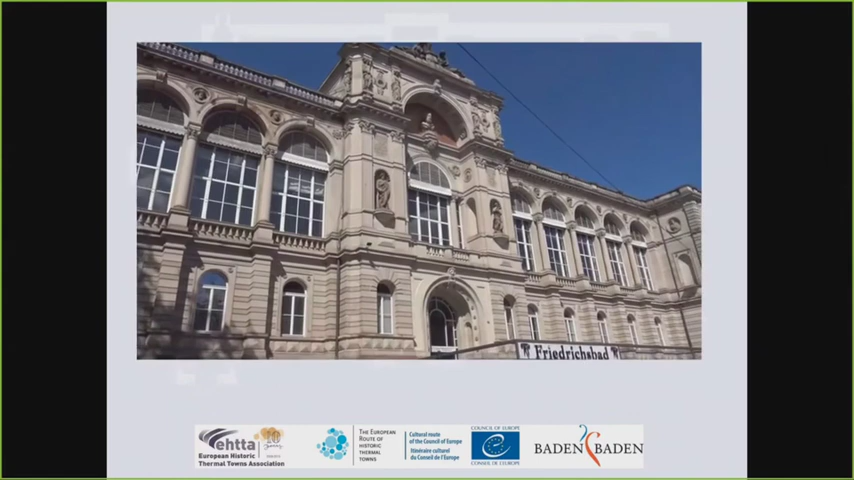 Friedrichsbad
ehtta
European Historic
Thermal Towns Association
THE EUROPEAN
ROUTE OF
HISTORIC
THERMAL
TOWNS
Cultural route
of the Council of Europe
Itinéraire culturel
du Conseil de l'Europe
COUNCIL OF EUROPE
CONSEIL DE L'EUROPE
BADEN BADEN